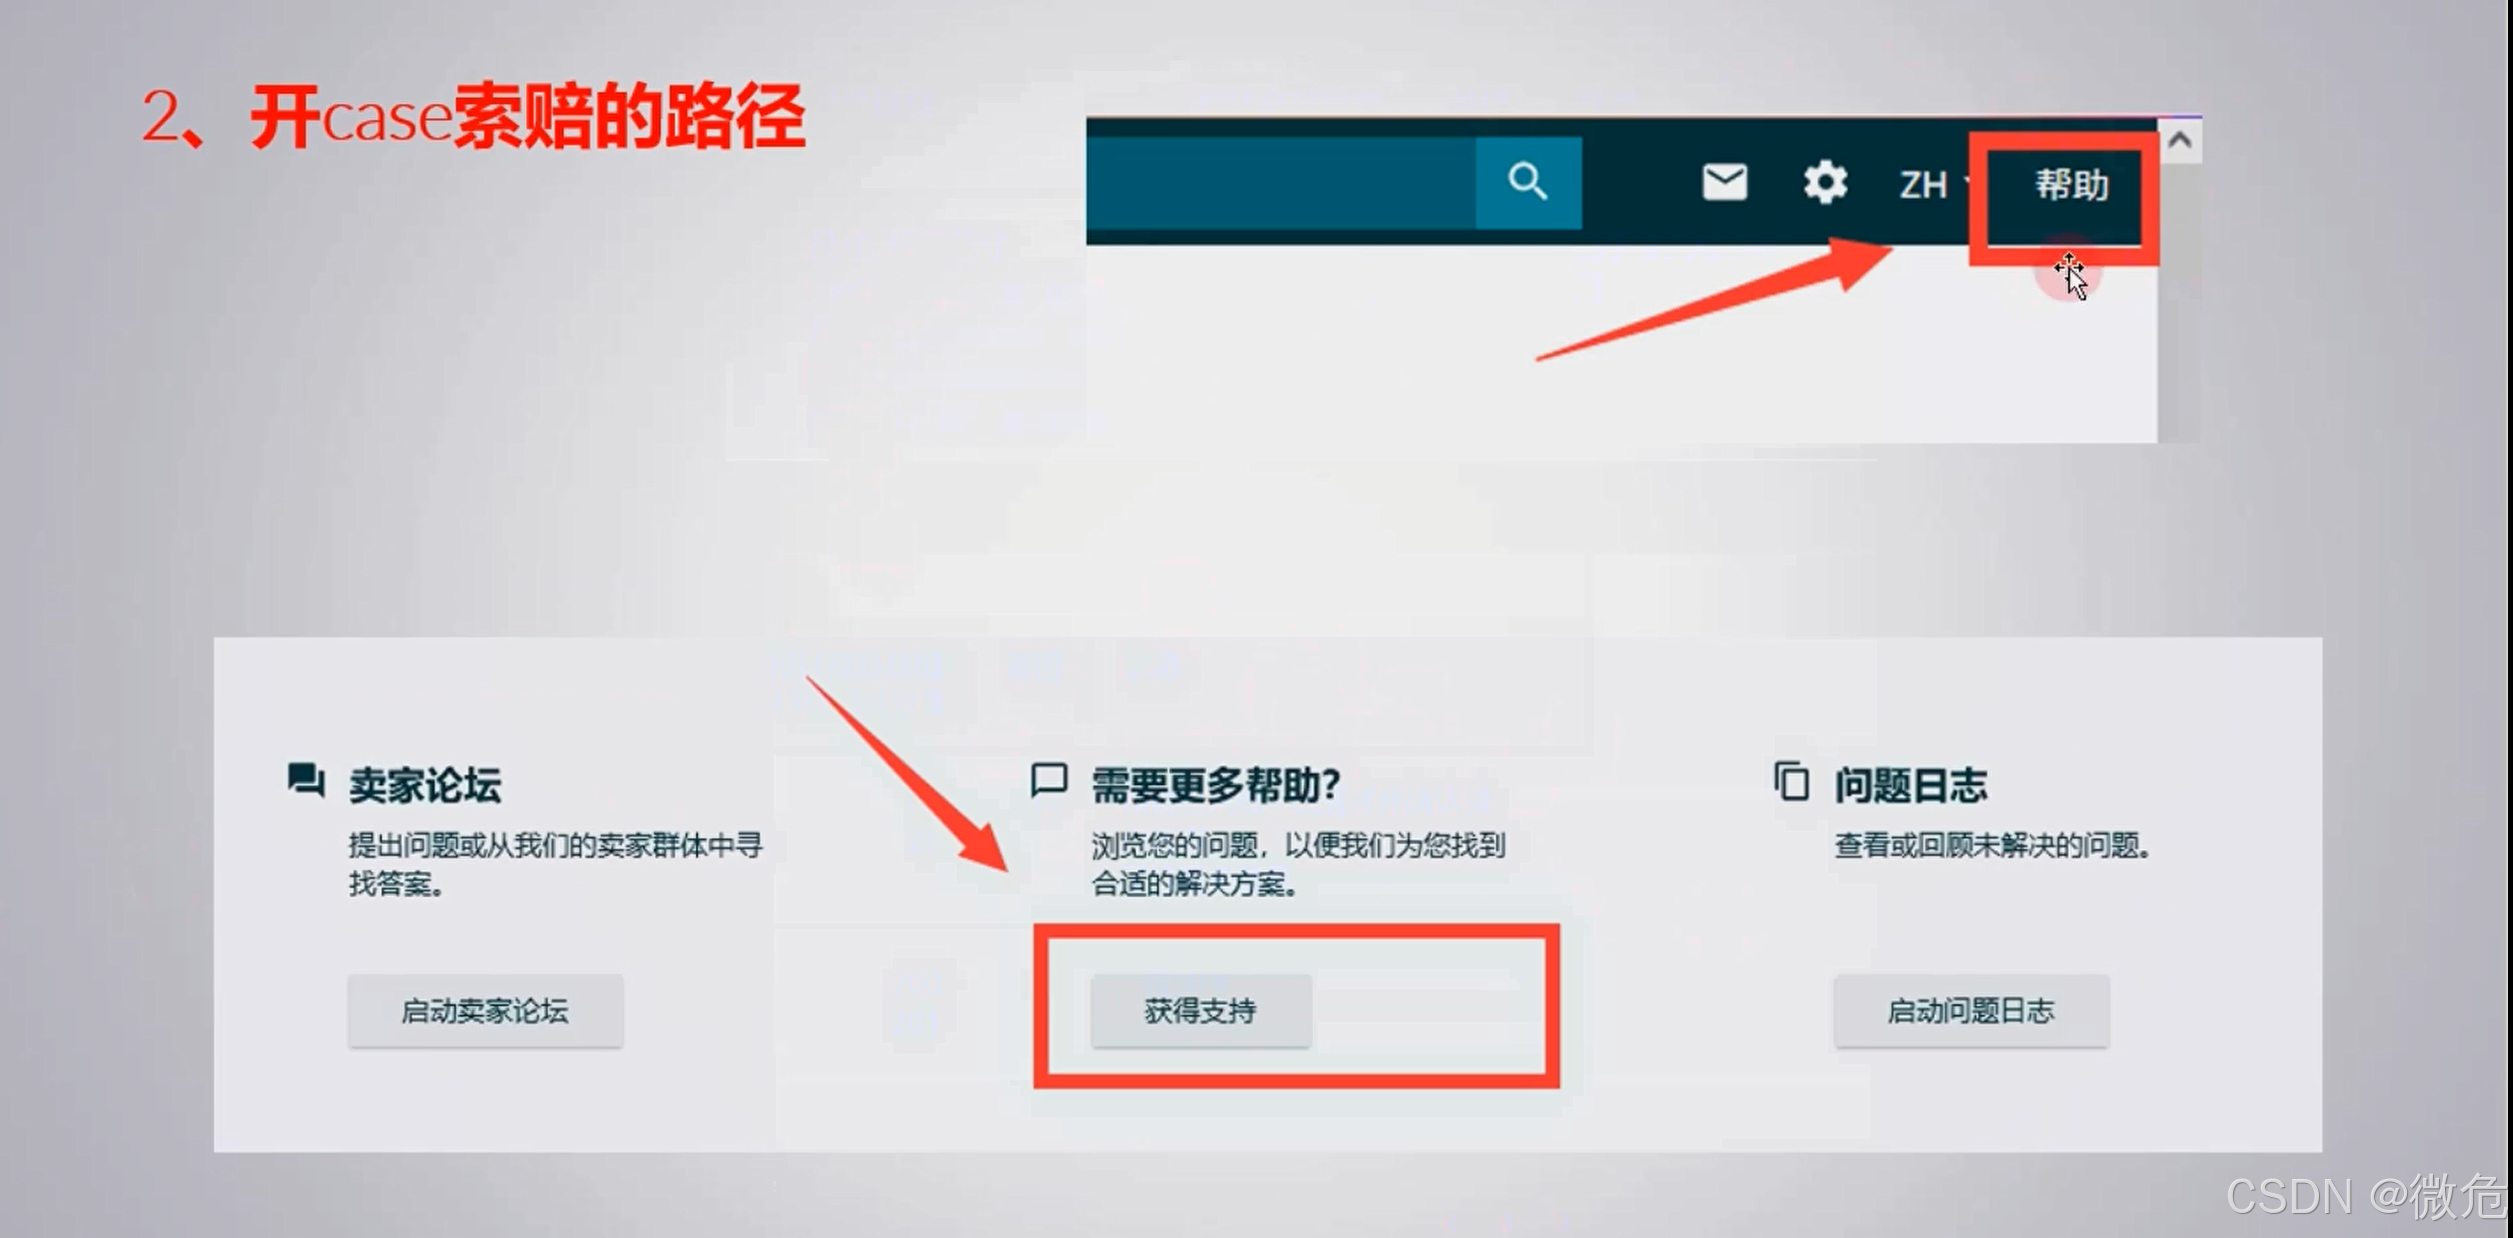 2、开case索赔的路径
ZH
帮助
卖家论坛
提出问题或从我们的卖家群体中寻
找答案。
启动卖家论坛
需要更多帮助？
浏览您的问题，以便我们为您找到
合适的解决方案。
获得支持
问题日志
查看或回顾未解决的问题。
启动问题日志
CSDN @微危